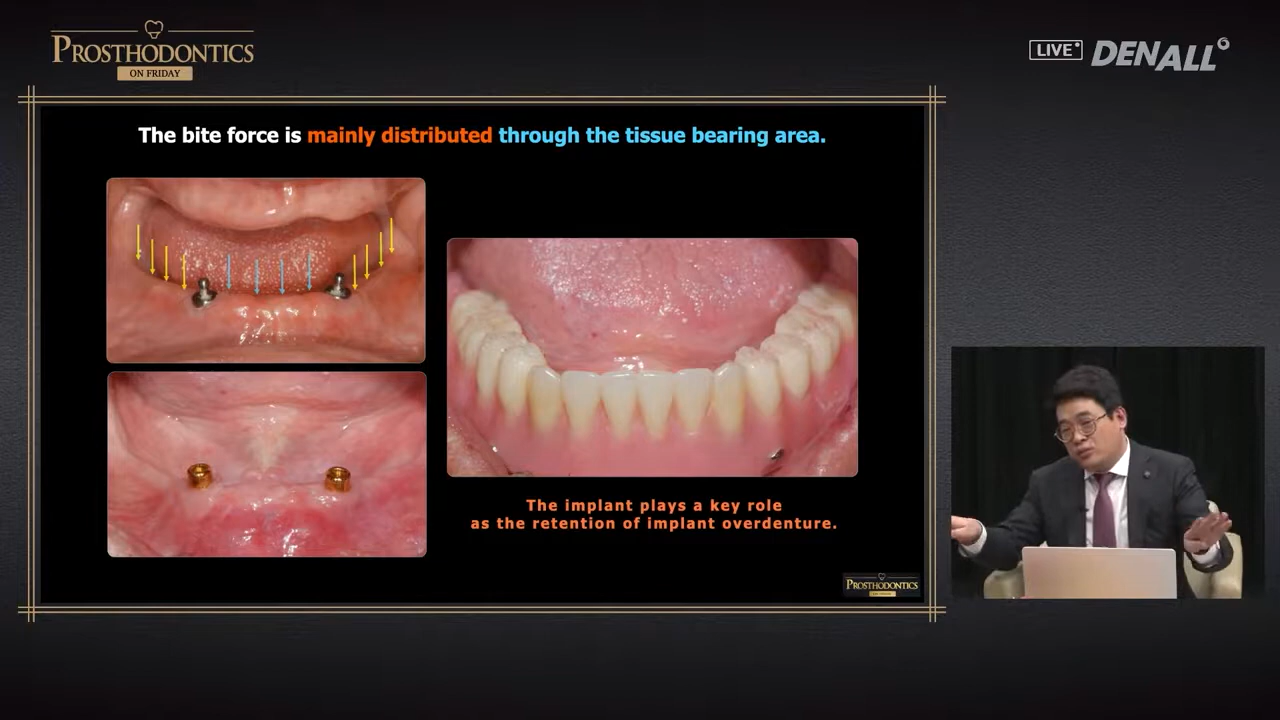 PROSTHODONTICS
ON FRIDAY
LIVE
DENALL
The bite force is mainly distributed through the tissue bearing area.
The implant plays a key role
as the retention of implant overdenture.
PROSTHODONTICS